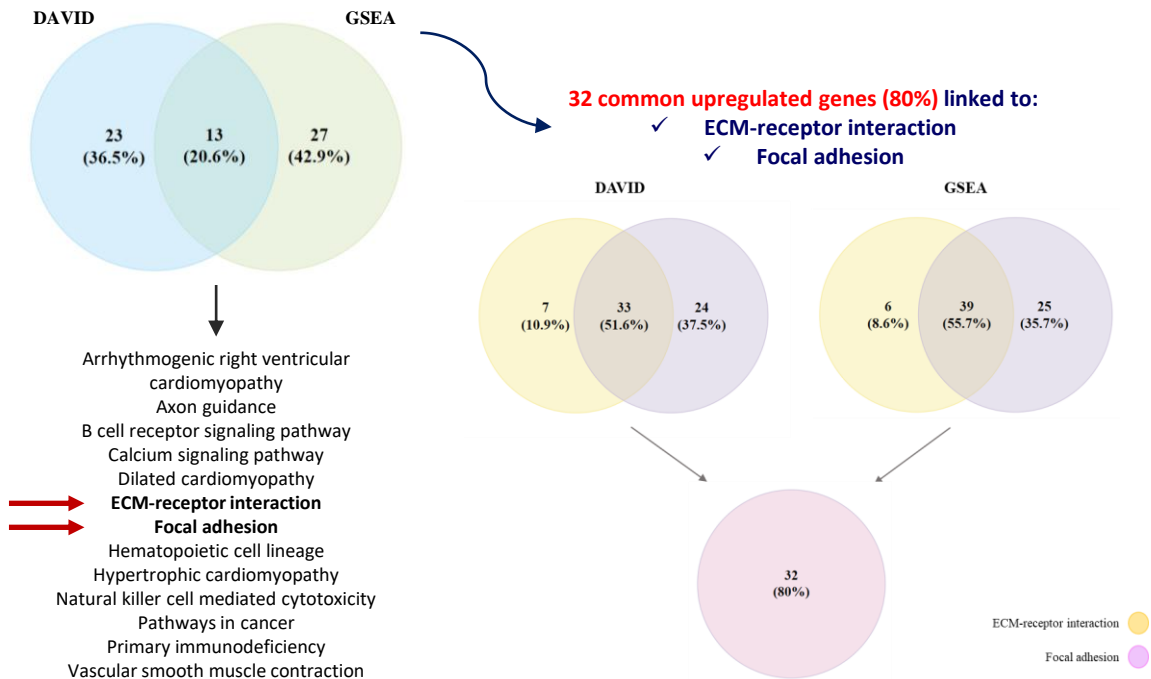 DAVID
GSEA
23
(36.5%)
13
(20.6%)
27
(42.9%)
Arrhythmogenic right ventricular
cardiomyopathy
Axon guidance
B cell receptor signaling pathway
Calcium signaling pathway
Dilated cardiomyopathy
ECM-receptor interaction
Focal adhesion
Hematopoietic cell lineage
Hypertrophic cardiomyopathy
Natural killer cell mediated cytotoxicity
Pathways in cancer
Primary immunodeficiency
Vascular smooth muscle contraction
32 common upregulated genes (80%) linked to:
✓ ECM-receptor interaction
✓ Focal adhesion
DAVID
7
(10.9%)
33
(51.6%)
24
(37.5%)
GSEA
6
(8.6%)
39
(55.7%)
25
(35.7%)
32
(80%)
ECM-receptor interaction
Focal adhesion